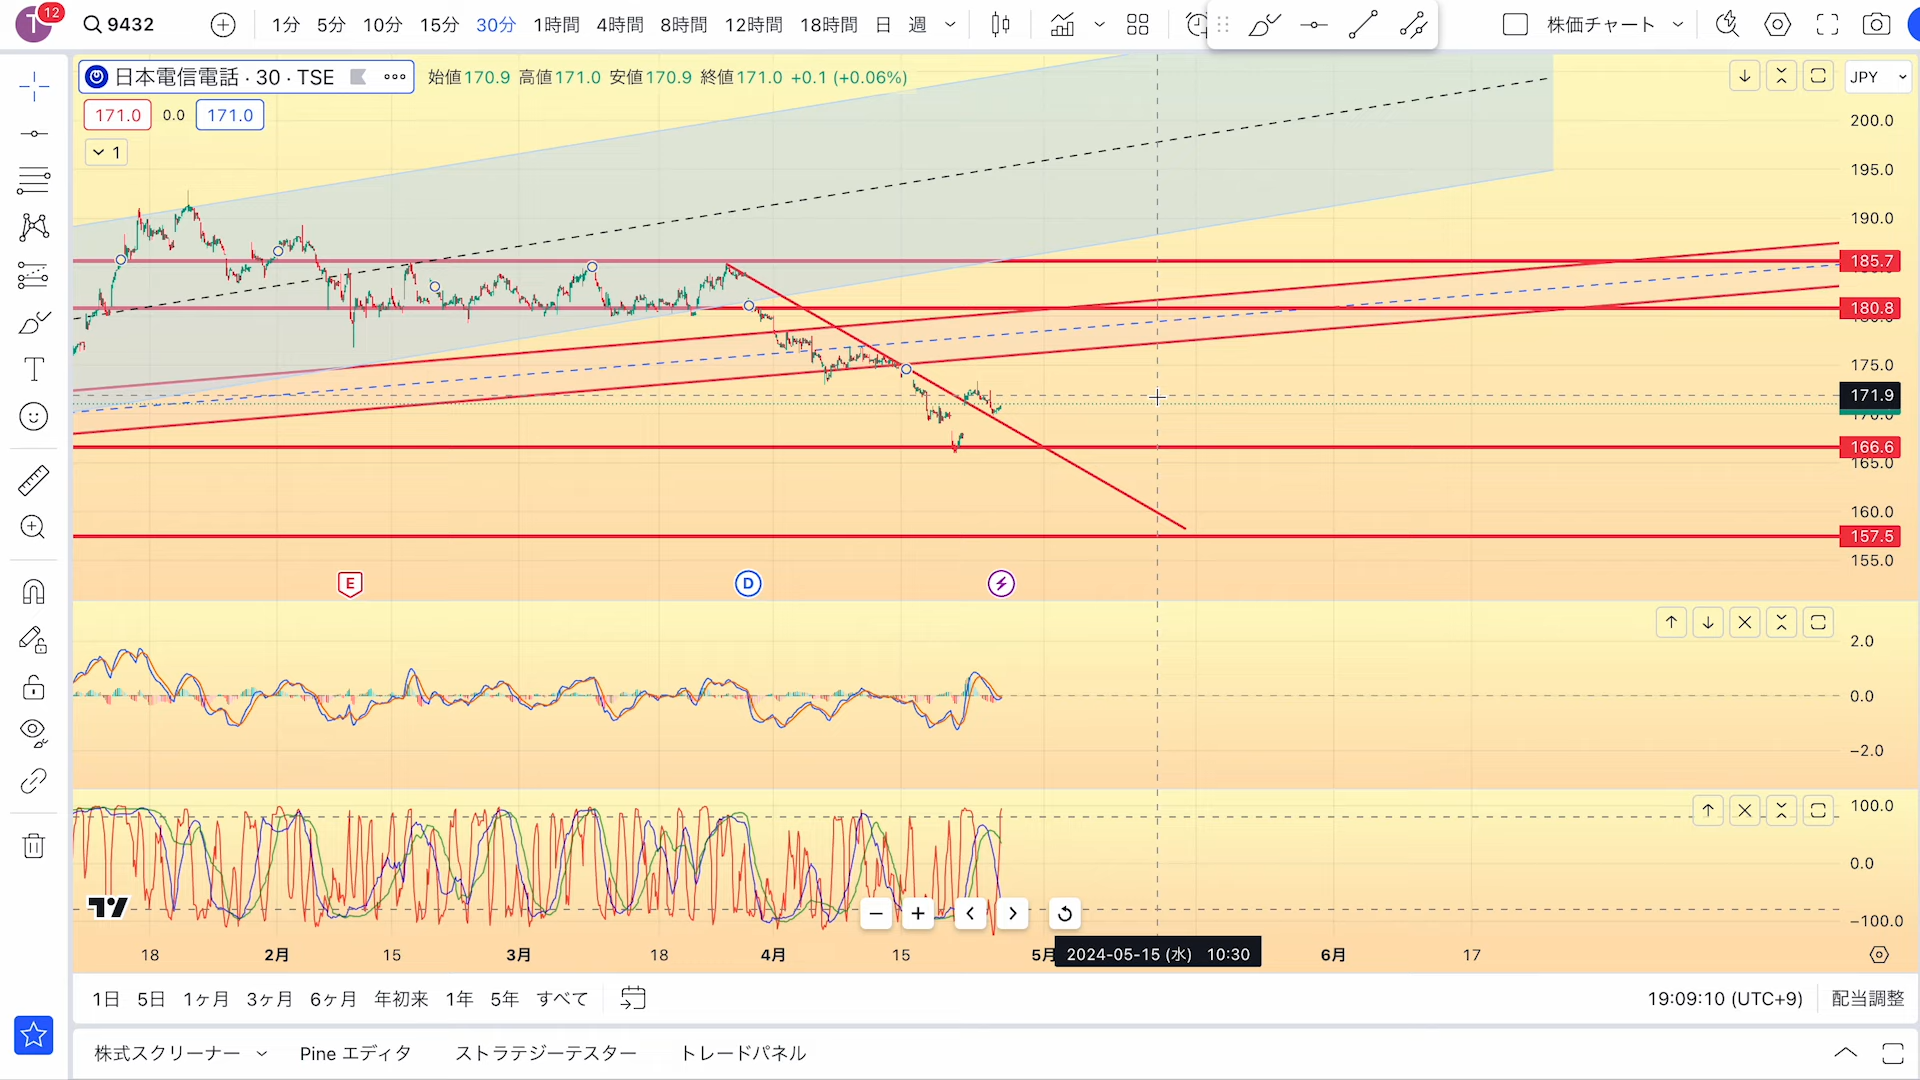 T 12 9432 1分 5分 10分 15分 30分 1時間 4時間 8時間 12時間 18時間 日 週 株価チャート
日本電信電話 · 30 · TSE 始値170.9 高値171.0 安値170.9 終値171.0 +0.1 (+0.06%) JPY
171.0 0.0 171.0
1
200.0
195.0
190.0
185.7
180.8
175.0
171.9
166.6
165.0
160.0
157.5
155.0
E D
2.0
0.0
−2.0
100.0
0.0
−100.0
18 2月 15 3月 18 4月 15 5月 2024-05-15 (水) 10:30 6月 17
1日 5日 1ヶ月 3ヶ月 6ヶ月 年初来 1年 5年 すべて 19:09:10 (UTC+9) 配当調整
株式スクリーナー Pine エディタ ストラテジーテスター トレードパネル